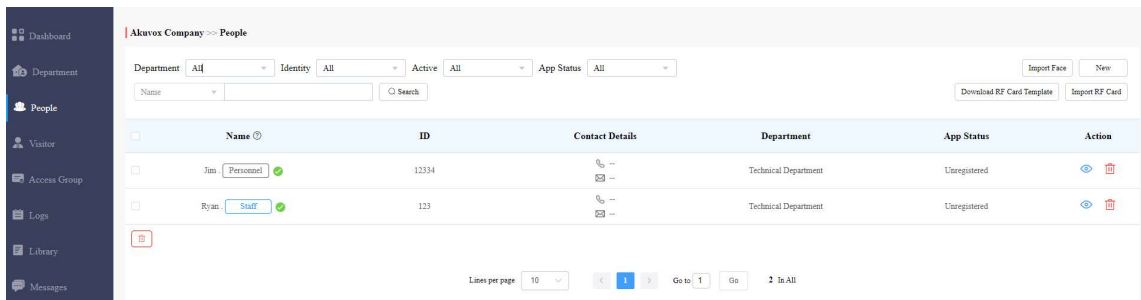 Dashboard
Department
People
Visitor
Access Group
Logs
Library
Messages
Akuvox Company >> People
Department All Identity All Active All App Status All Import Face New
Name Search Download RF Card Template Import RF Card
Name ID Contact Details Department App Status Action
Jim . Personnel 12334 -- Technical Department Unregistered
--
Ryan . Staff 123 -- Technical Department Unregistered
--
Lines per page 10 < 1 > Go to 1 Go 2 In All